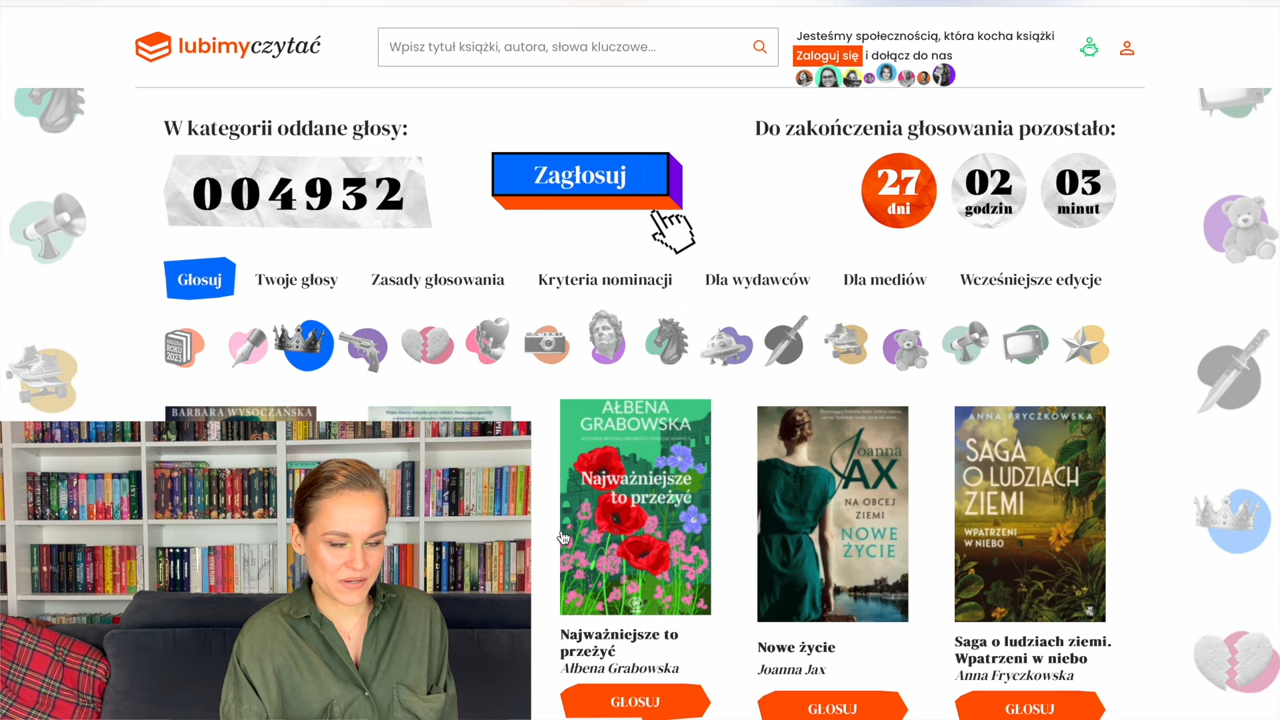 lubimyczytać
Wpisz tytuł książki, autora, słowa kluczowe...
Jesteśmy społecznością, która kocha książki
Zaloguj się i dołącz do nas
W kategorii oddane głosy:
Do zakończenia głosowania pozostało:
004932
Zagłosuj
27 02 03
dni godzin minut
Głosuj Twoje głosy Zasady głosowania Kryteria nominacji Dla wydawców Dla mediów Wcześniejsze edycje
KSIĄŻKA
ROKU
2023
BARBARA WYSOCZAŃSKA
AŁBENA
GRABOWSKA
Najważniejsze
to przeżyć
Joanna
JAX
NA OBCEJ
ZIEMI
NOWE
ŻYCIE
ANNA FRYCZKOWSKA
SAGA
O LUDZIACH
ZIEMI
WPATRZENI
W NIEBO
Najważniejsze to
przeżyć
Ałbena Grabowska
GŁOSUJ
Nowe życie
Joanna Jax
GŁOSUJ
Saga o ludziach ziemi.
Wpatrzeni w niebo
Anna Fryczkowska
GŁOSUJ